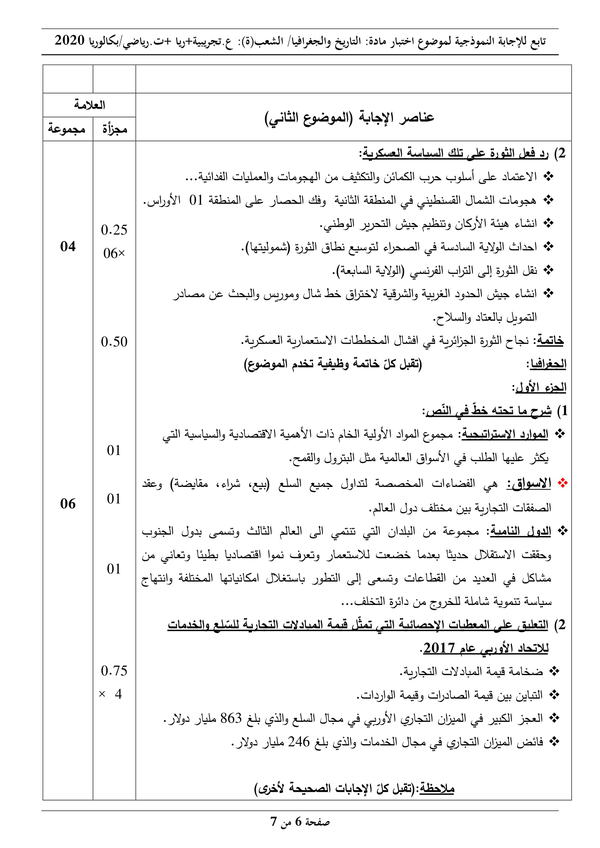 تابع للإجابة النموذجية لموضوع اختبار مادة: التاريخ والجغرافيا/ الشعب(ة): ع.تجريبية+ريا +ت.رياضي/بكالوريا 2020
العلامة
عناصر الإجابة (الموضوع الثاني)
مجموعة
مجزأة
2) رد فعل الثورة على تلك السياسة العسكرية:
❖ الاعتماد على أسلوب حرب الكمائن والتكثيف من الهجومات والعمليات الفدائية...
❖ هجومات الشمال القسنطيني في المنطقة الثانية وفك الحصار على المنطقة 01 الأوراس.
❖ انشاء هيئة الأركان وتنظيم جيش التحرير الوطني.
0.25
❖ احداث الولاية السادسة في الصحراء لتوسيع نطاق الثورة (شموليتها).
06×
04
❖ نقل الثورة إلى التراب الفرنسي (الولاية السابعة).
❖ انشاء جيش الحدود الغربية والشرقية لاختراق خط شال وموريس والبحث عن مصادر
التمويل بالعتاد والسلاح.
خاتمة: نجاح الثورة الجزائرية في افشال المخططات الاستعمارية العسكرية.
0.50
الجغرافيا: (تقبل كلّ خاتمة وظيفية تخدم الموضوع)
الجزء الأول:
1) شرح ما تحته خطّ في النّص:
❖ الموارد الاستراتيجية: مجموع المواد الأولية الخام ذات الأهمية الاقتصادية والسياسية التي
يكثر عليها الطلب في الأسواق العالمية مثل البترول والقمح.
01
❖ الاسواق: هي الفضاءات المخصصة لتداول جميع السلع (بيع، شراء، مقايضة) وعقد
الصفقات التجارية بين مختلف دول العالم.
01
06
❖ الدول النامية: مجموعة من البلدان التي تنتمي الى العالم الثالث وتسمى بدول الجنوب
وحققت الاستقلال حديثا بعدما خضعت للاستعمار وتعرف نموا اقتصاديا بطيئا وتعاني من
مشاكل في العديد من القطاعات وتسعى إلى التطور باستغلال امكانياتها المختلفة وانتهاج
01
سياسة تنموية شاملة للخروج من دائرة التخلف...
2) التعليق على المعطيات الإحصائية التي تمثّل قيمة المبادلات التجارية للسّلع والخدمات
للاتحاد الأوربي عام 2017.
❖ ضخامة قيمة المبادلات التجارية.
0.75
❖ التباين بين قيمة الصادرات وقيمة الواردات.
× 4
❖ العجز الكبير في الميزان التجاري الأوربي في مجال السلع والذي بلغ 863 مليار دولار.
❖ فائض الميزان التجاري في مجال الخدمات والذي بلغ 246 مليار دولار.
ملاحظة:(تقبل كلّ الإجابات الصحيحة لأخرى)
صفحة 6 من 7